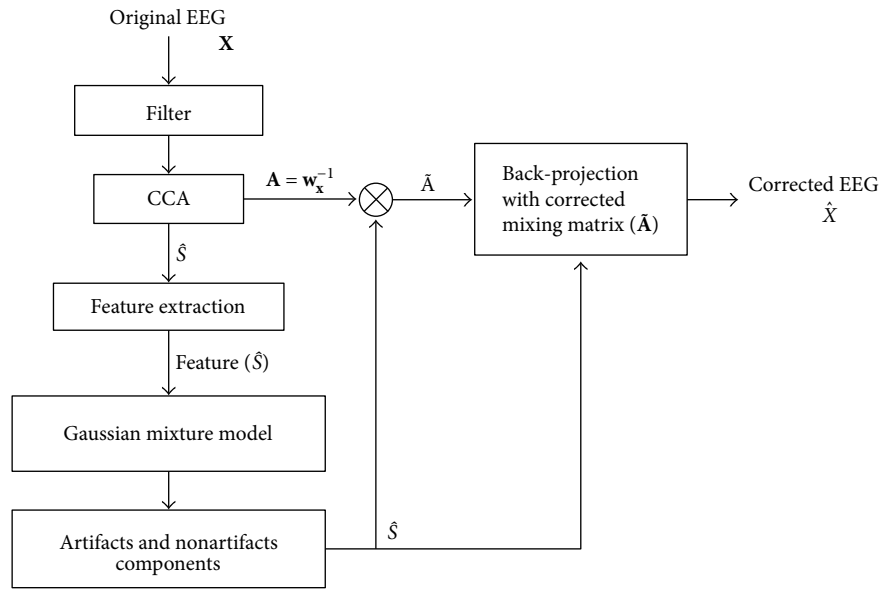 Original EEG
X
Filter
CCA
A = w_x^{-1}
Ã
Back-projection
with corrected
mixing matrix (Ã)
Corrected EEG
X̂
Ŝ
Feature extraction
Feature (Ŝ)
Gaussian mixture model
Artifacts and nonartifacts
components
Ŝ